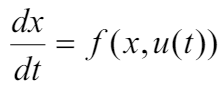 dx/dt = f(x,u(t))